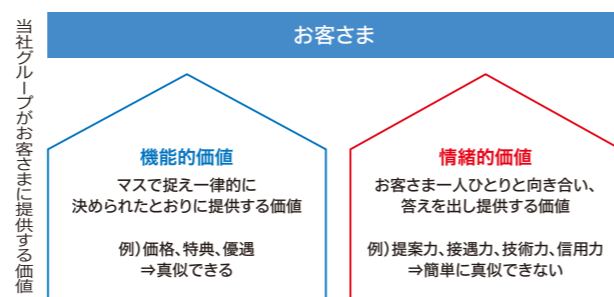 当社グループがお客さまに提供する価値
お客さま
機能的価値
マスで捉え一律的に
決められたとおりに提供する価値
例)価格、特典、優遇
⇒真似できる
情緒的価値
お客さま一人ひとりと向き合い、
答えを出し提供する価値
例)提案力、接遇力、技術力、信用力
⇒簡単に真似できない